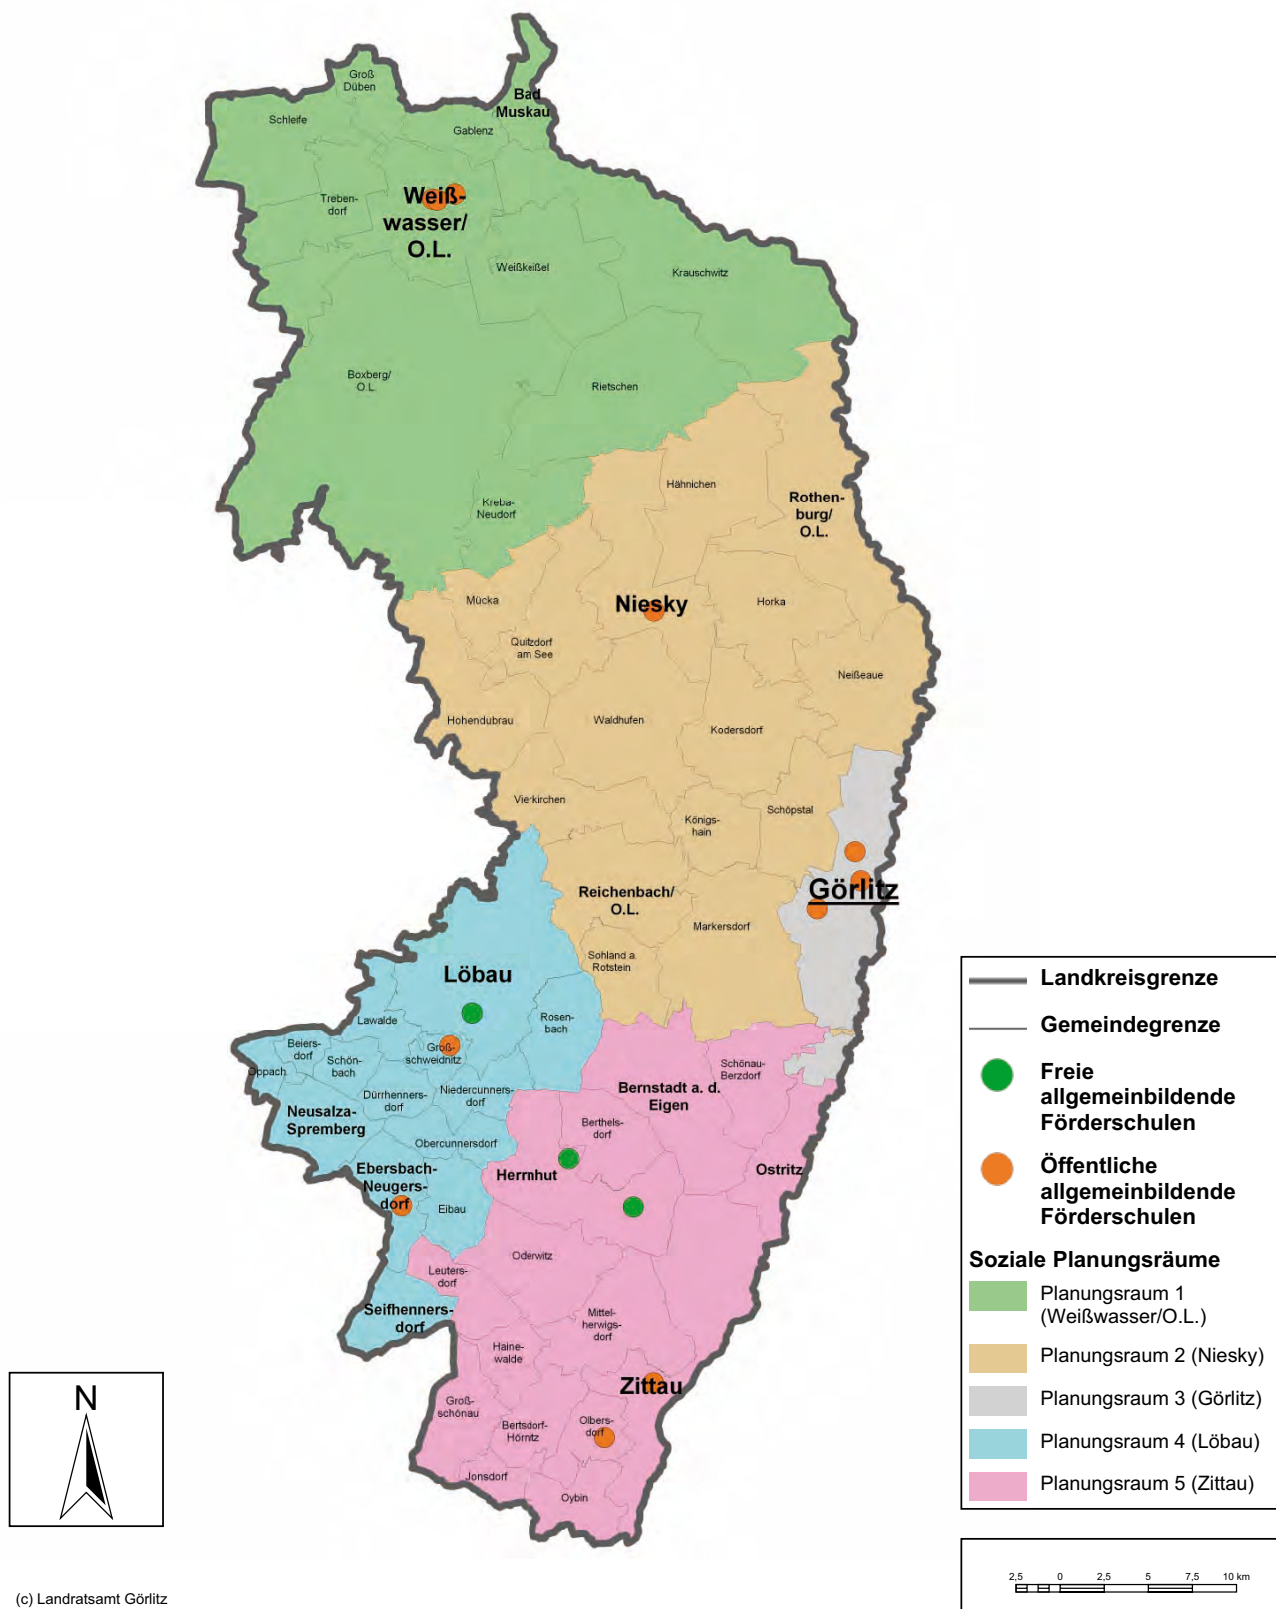 Groß
Düben
Bad
Muskau
Schleife
Gablenz
Weiß-
wasser/
O.L.
Treben-
dorf
Weißkeißel
Krauschwitz
Boxberg/
O.L.
Rietschen
Kreba-
Neudorf
Hähnichen
Rothen-
burg/
O.L.
Mücka
Niesky
Horka
Quitzdorf
am See
Neißeaue
Hohendubrau
Waldhufen
Kodersdorf
Vierkirchen
Königs-
hain
Schöpstal
Reichenbach/
O.L.
Görlitz
Markersdorf
Sohland a.
Rotstein
Löbau
Lawalde
Rosen-
bach
Beiers-
dorf
Schön-
bach
Groß-
schweidnitz
Oppach
Dürrhenners-
dorf
Niedercunners-
dorf
Neusalza-
Spremberg
Obercunnersdorf
Schönau-
Berzdorf
Bernstadt a. d.
Eigen
Berthels-
dorf
Herrnhut
Ostritz
Ebersbach-
Neugers-
dorf
Eibau
Oderwitz
Leuters-
dorf
Seifhenners-
dorf
Mittel-
herwigs-
dorf
Haine-
walde
Zittau
Groß-
schönau
Bertsdorf-
Hörnitz
Olbers-
dorf
Jonsdorf
Oybin
Landkreisgrenze
Gemeindegrenze
Freie
allgemeinbildende
Förderschulen
Öffentliche
allgemeinbildende
Förderschulen
Soziale Planungsräume
Planungsraum 1
(Weißwasser/O.L.)
Planungsraum 2 (Niesky)
Planungsraum 3 (Görlitz)
Planungsraum 4 (Löbau)
Planungsraum 5 (Zittau)
N
2,5 0 2,5 5 7,5 10 km
(c) Landratsamt Görlitz